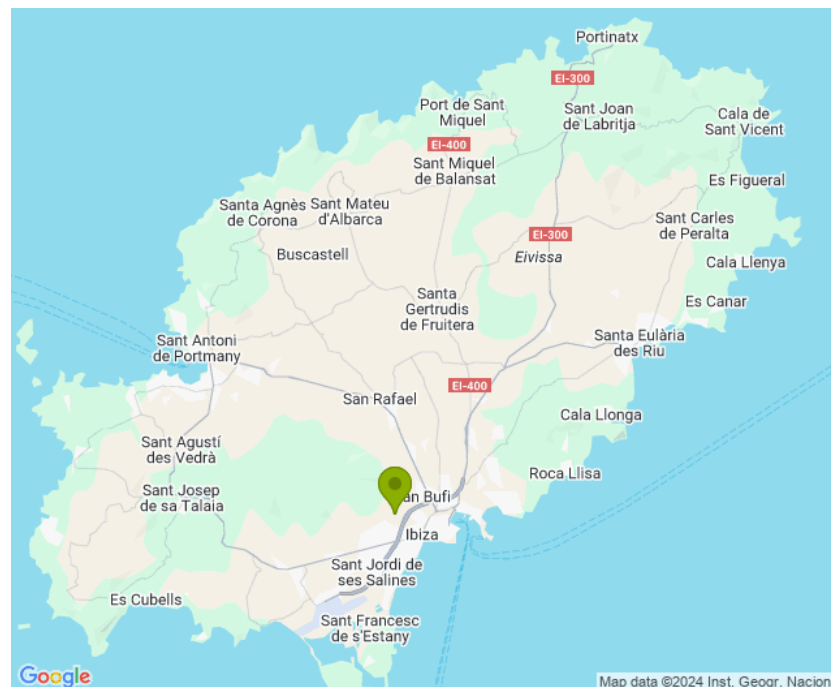 Portinatx
EI-300
Port de Sant
Miquel
Sant Joan
de Labritja
Cala de
Sant Vicent
EI-400
Sant Miquel
de Balansat
Es Figueral
Santa Agnès
de Corona
Sant Mateu
d'Albarca
Sant Carles
de Peralta
EI-300
Buscastell
Eivissa
Cala Llenya
Santa
Gertrudis
de Fruitera
Es Canar
Sant Antoni
de Portmany
Santa Eulària
des Riu
EI-400
San Rafael
Cala Llonga
Sant Agustí
des Vedrà
Roca Llisa
Sant Josep
de sa Talaia
an Bufi
Ibiza
Sant Jordi de
ses Salines
Es Cubells
Sant Francesc
de s'Estany
Google
Map data ©2024 Inst. Geogr. Nacion